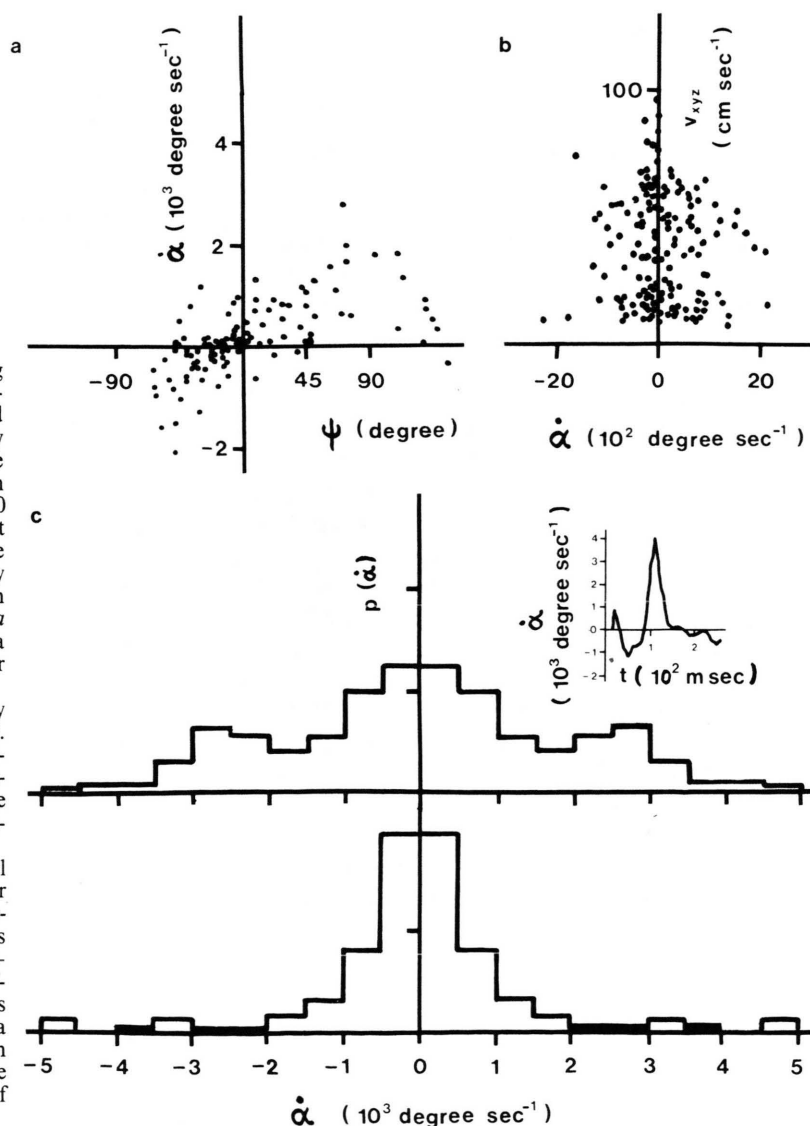 a
α̇ (10³ degree sec⁻¹)
4
2
-90 45 90
ψ (degree)
-2
b
100
v_xyz
(cm sec⁻¹)
-20 0 20
α̇ (10² degree sec⁻¹)
g
l
y
e
n
0
t
e
y
n
a
a
r
y
.
-
-
e
-
l
r
-
s
-
-
s
a
n
e
f
c
p (α̇)
α̇
(10³ degree sec⁻¹)
4
3
2
1
0
-1
-2
1 2
t (10² msec)
-5 -4 -3 -2 -1 0 1 2 3 4 5
α̇ (10³ degree sec⁻¹)